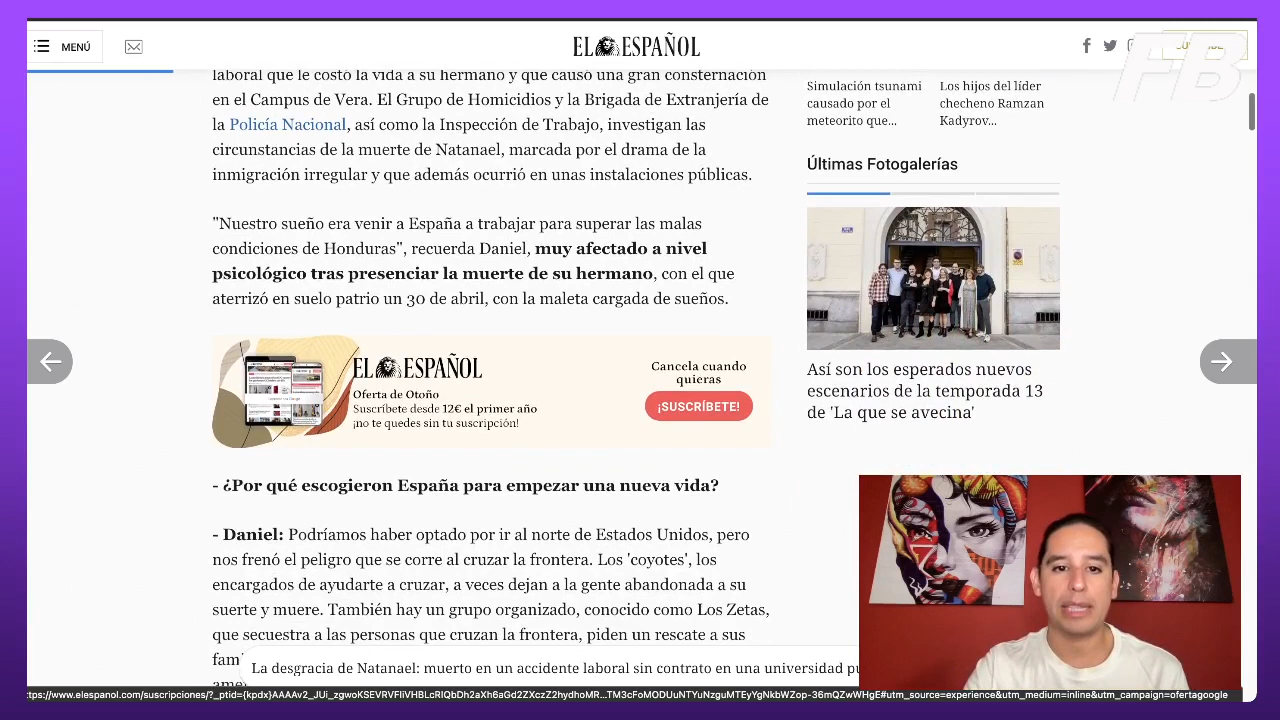 MENÚ
EL ESPAÑOL
FB
laboral que le costó la vida a su hermano y que causó una gran consternación
en el Campus de Vera. El Grupo de Homicidios y la Brigada de Extranjería de
la Policía Nacional, así como la Inspección de Trabajo, investigan las
circunstancias de la muerte de Natanael, marcada por el drama de la
inmigración irregular y que además ocurrió en unas instalaciones públicas.
"Nuestro sueño era venir a España a trabajar para superar las malas
condiciones de Honduras", recuerda Daniel, muy afectado a nivel
psicológico tras presenciar la muerte de su hermano, con el que
aterrizó en suelo patrio un 30 de abril, con la maleta cargada de sueños.
EL ESPAÑOL
Oferta de Otoño
Suscríbete desde 12€ el primer año
¡no te quedes sin tu suscripción!
Cancela cuando
quieras
¡SUSCRÍBETE!
- ¿Por qué escogieron España para empezar una nueva vida?
- Daniel: Podríamos haber optado por ir al norte de Estados Unidos, pero
nos frenó el peligro que se corre al cruzar la frontera. Los 'coyotes', los
encargados de ayudarte a cruzar, a veces dejan a la gente abandonada a su
suerte y muere. También hay un grupo organizado, conocido como Los Zetas,
que secuestra a las personas que cruzan la frontera, piden un rescate a sus
Simulación tsunami
causado por el
meteorito que...
Los hijos del líder
checheno Ramzan
Kadyrov...
Últimas Fotogalerías
Así son los esperados nuevos
escenarios de la temporada 13
de 'La que se avecina'
La desgracia de Natanael: muerto en un accidente laboral sin contrato en una universidad